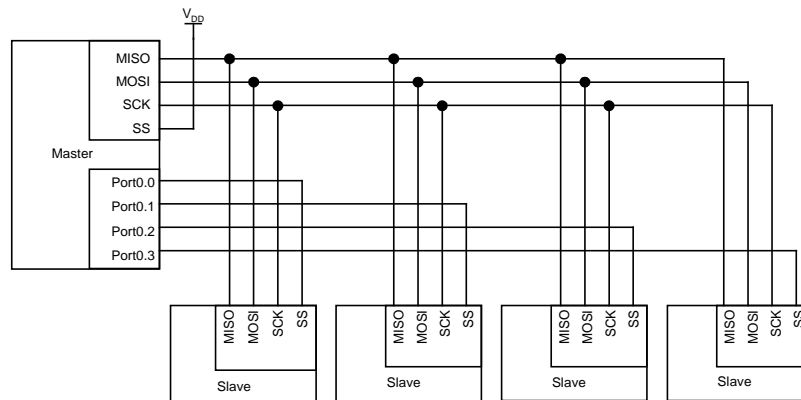 VDD
MISO
MOSI
SCK
SS
Master
Port0.0
Port0.1
Port0.2
Port0.3
MISO
MOSI
SCK
SS
Slave
MISO
MOSI
SCK
SS
Slave
MISO
MOSI
SCK
SS
Slave
MISO
MOSI
SCK
SS
Slave